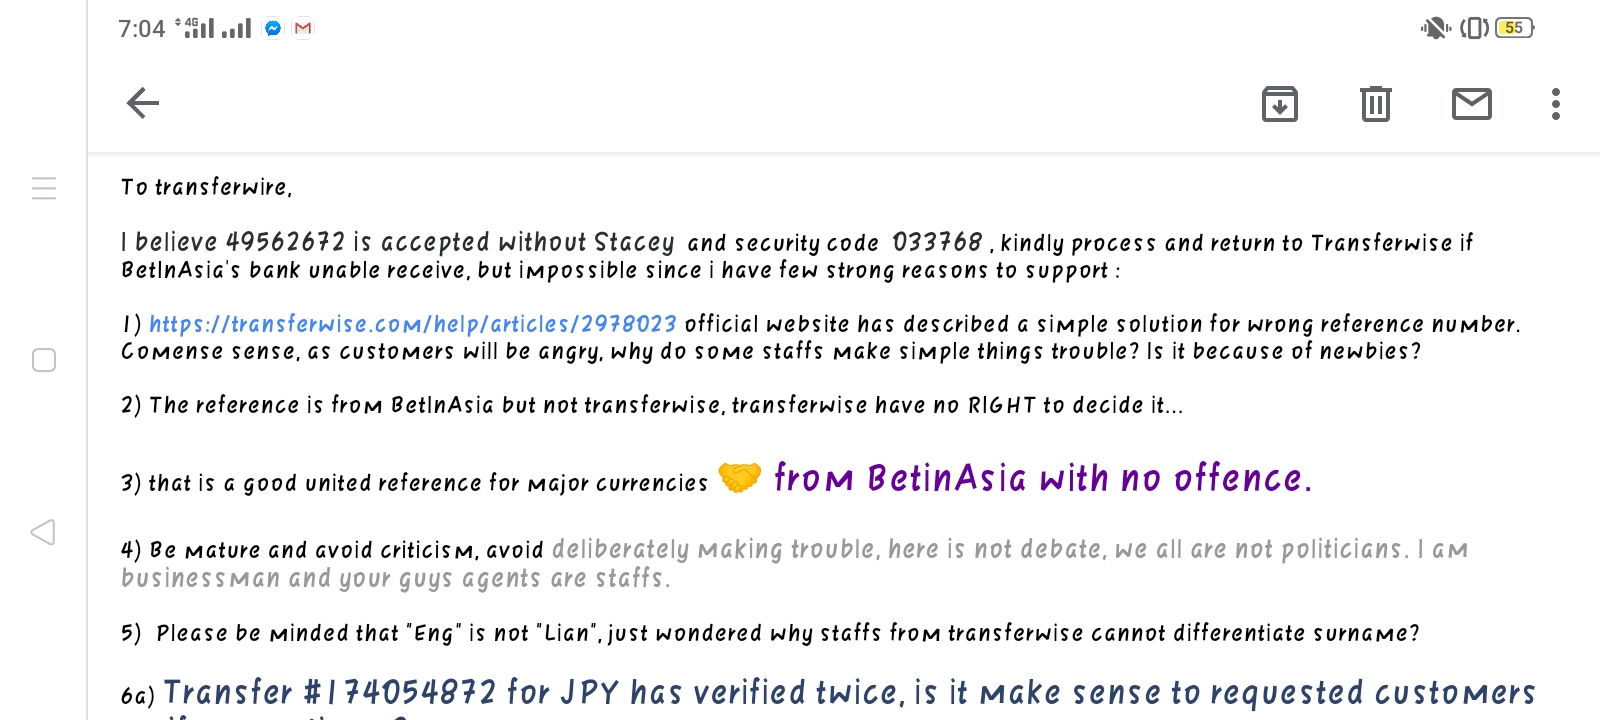 7:04 4G 55
To transferwire,
I believe 49562672 is accepted without Stacey and security code 033768 , kindly process and return to Transferwise if
BetInAsia's bank unable receive, but impossible since i have few strong reasons to support :
1) https://transferwise.com/help/articles/2978023 official website has described a simple solution for wrong reference number.
Comense sense, as customers will be angry, why do some staffs make simple things trouble? Is it because of newbies?
2) The reference is from BetInAsia but not transferwise, transferwise have no RIGHT to decide it...
3) that is a good united reference for major currencies 🤝 from BetinAsia with no offence.
4) Be mature and avoid criticism, avoid deliberately making trouble, here is not debate, we all are not politicians. I am
businessman and your guys agents are staffs.
5) Please be minded that "Eng" is not "Lian", just wondered why staffs from transferwise cannot differentiate surname?
6a) Transfer #174054872 for JPY has verified twice, is it make sense to requested customers